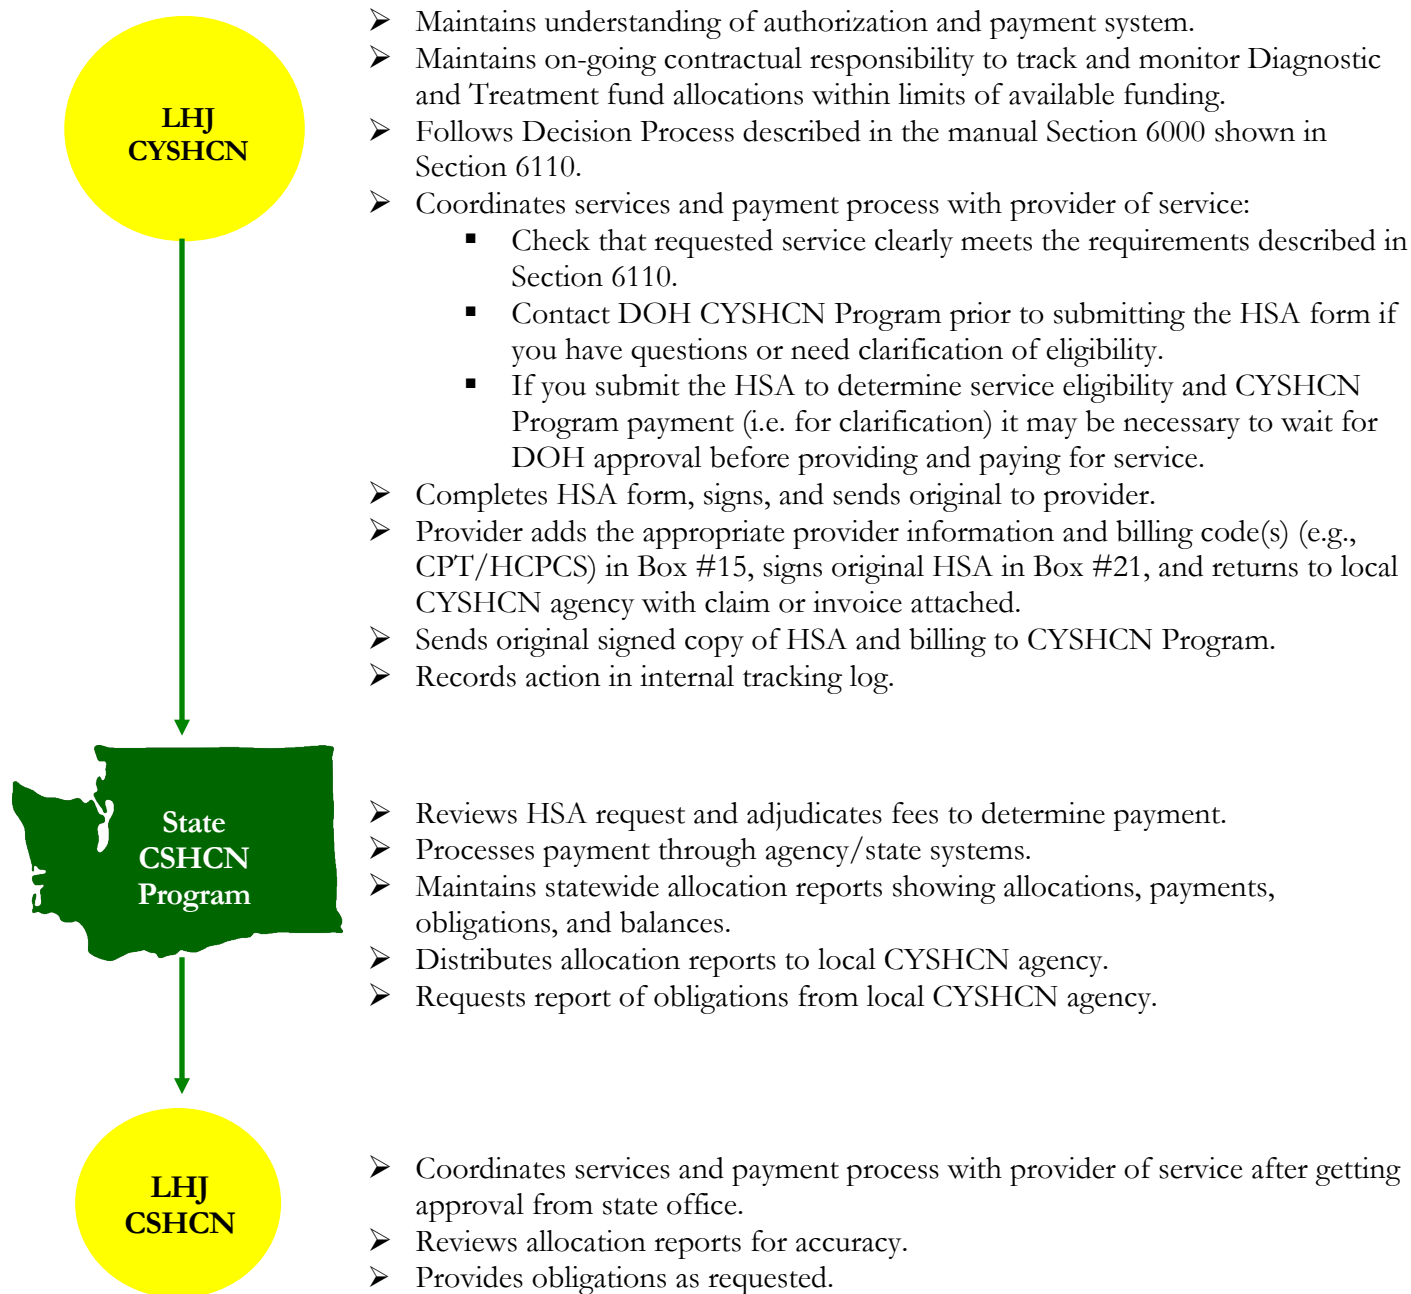 LHJ
CYSHCN
➢ Maintains understanding of authorization and payment system.
➢ Maintains on-going contractual responsibility to track and monitor Diagnostic
and Treatment fund allocations within limits of available funding.
➢ Follows Decision Process described in the manual Section 6000 shown in
Section 6110.
➢ Coordinates services and payment process with provider of service:
▪ Check that requested service clearly meets the requirements described in
Section 6110.
▪ Contact DOH CYSHCN Program prior to submitting the HSA form if
you have questions or need clarification of eligibility.
▪ If you submit the HSA to determine service eligibility and CYSHCN
Program payment (i.e. for clarification) it may be necessary to wait for
DOH approval before providing and paying for service.
➢ Completes HSA form, signs, and sends original to provider.
➢ Provider adds the appropriate provider information and billing code(s) (e.g.,
CPT/HCPCS) in Box #15, signs original HSA in Box #21, and returns to local
CYSHCN agency with claim or invoice attached.
➢ Sends original signed copy of HSA and billing to CYSHCN Program.
➢ Records action in internal tracking log.
State
CSHCN
Program
➢ Reviews HSA request and adjudicates fees to determine payment.
➢ Processes payment through agency/state systems.
➢ Maintains statewide allocation reports showing allocations, payments,
obligations, and balances.
➢ Distributes allocation reports to local CYSHCN agency.
➢ Requests report of obligations from local CYSHCN agency.
LHJ
CSHCN
➢ Coordinates services and payment process with provider of service after getting
approval from state office.
➢ Reviews allocation reports for accuracy.
➢ Provides obligations as requested.